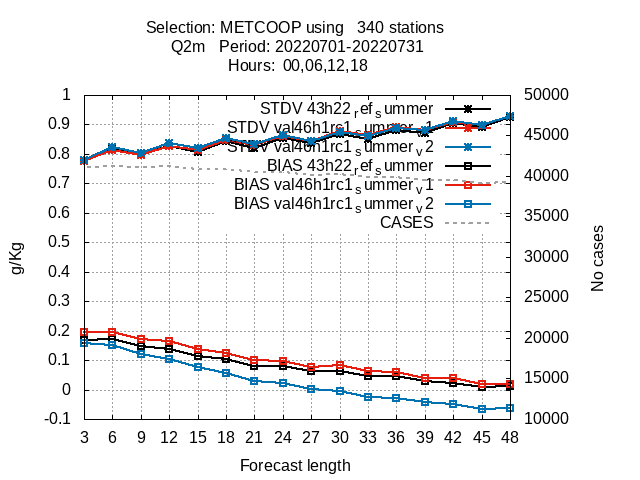 Selection: METCOOP using 340 stations
Q2m Period: 20220701-20220731
Hours: 00,06,12,18
STDV 43h22_ref_summer
STDV val46h1rc1_summer_v1
STDV val46h1rc1_summer_v2
BIAS 43h22_ref_summer
BIAS val46h1rc1_summer_v1
BIAS val46h1rc1_summer_v2
CASES
1
0.9
0.8
0.7
0.6
0.5
0.4
0.3
0.2
0.1
0
-0.1
g/Kg
50000
45000
40000
35000
30000
25000
20000
15000
10000
No cases
3 6 9 12 15 18 21 24 27 30 33 36 39 42 45 48
Forecast length